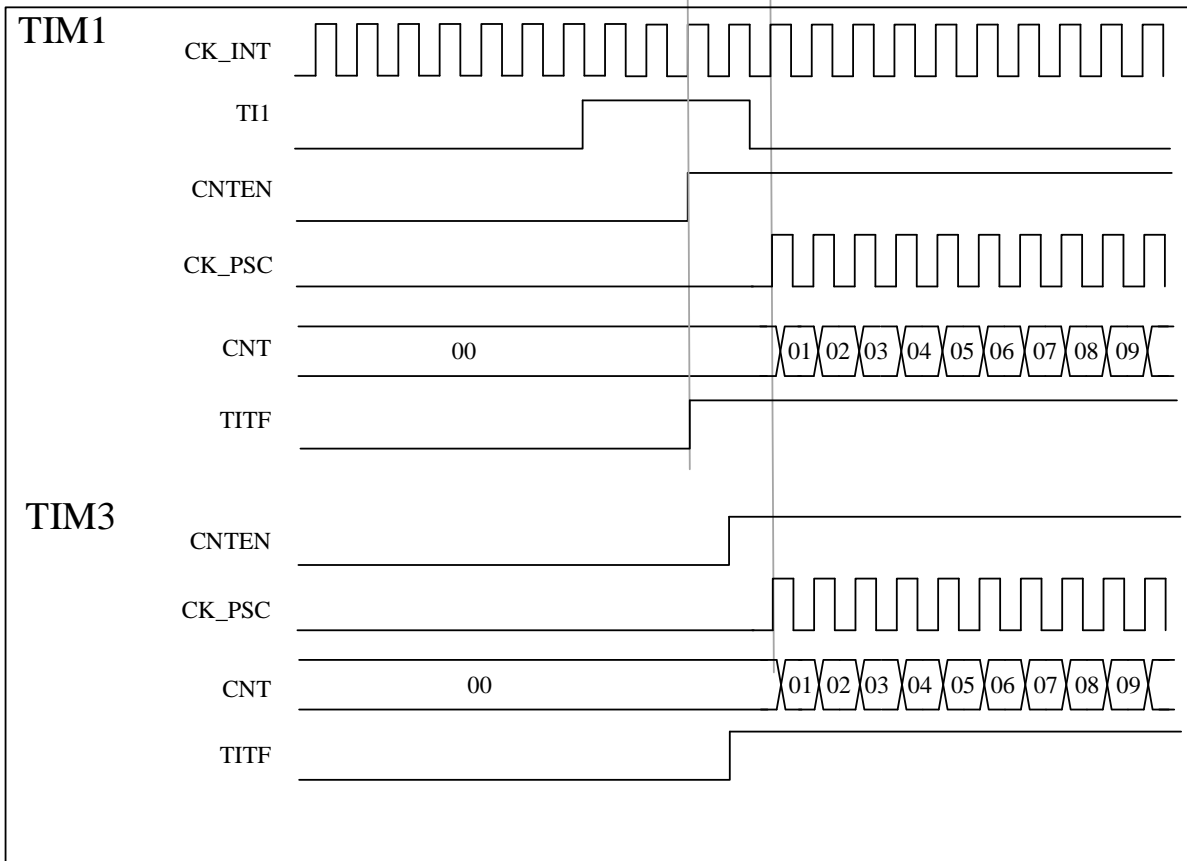 TIM1
CK_INT
TI1
CNTEN
CK_PSC
CNT 00 01 02 03 04 05 06 07 08 09
TITF
TIM3
CNTEN
CK_PSC
CNT 00 01 02 03 04 05 06 07 08 09
TITF